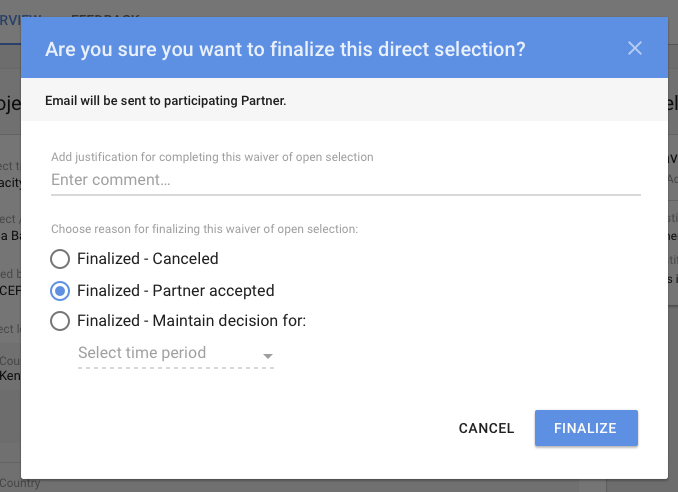 FEEDBACK
Are you sure you want to finalize this direct selection?
Email will be sent to participating Partner.
Add justification for completing this waiver of open selection
Enter comment...
Choose reason for finalizing this waiver of open selection:
Finalized - Canceled
Finalized - Partner accepted
Finalized - Maintain decision for:
Select time period
CANCEL
FINALIZE
Country